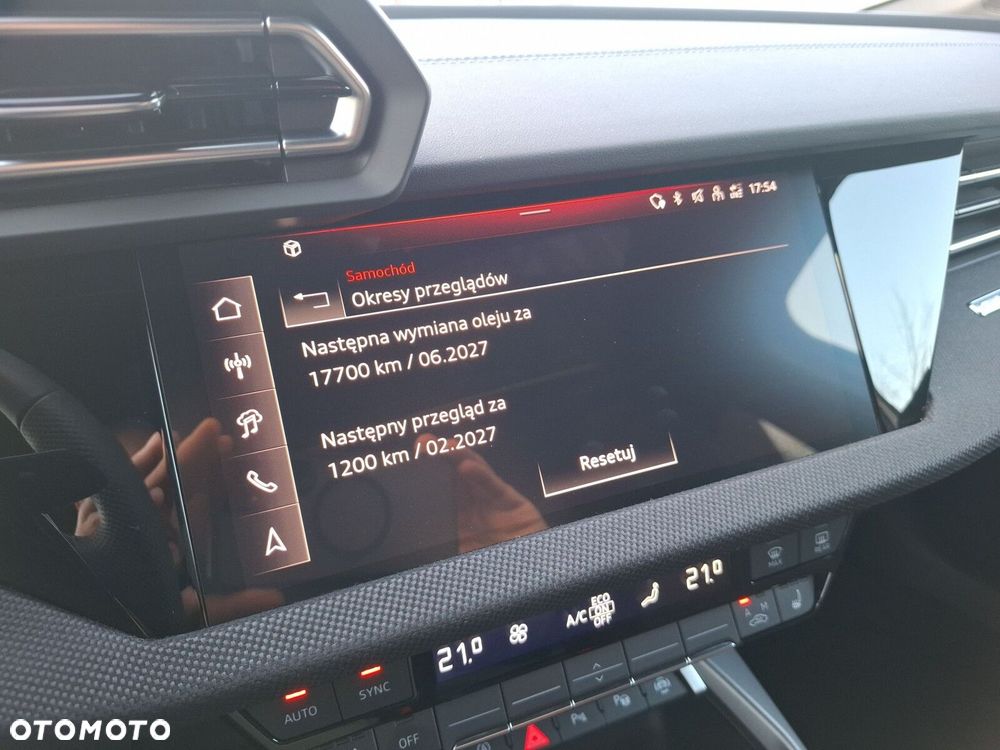 17:54
Samochód
Okresy przeglądów
Następna wymiana oleju za
17700 km / 06.2027
Następny przegląd za
1200 km / 02.2027
Resetuj
21.0
A/C
ECO
ON
OFF
21.0
MAX
REAR
AUTO
SYNC
OFF
A
M
OTOMOTO